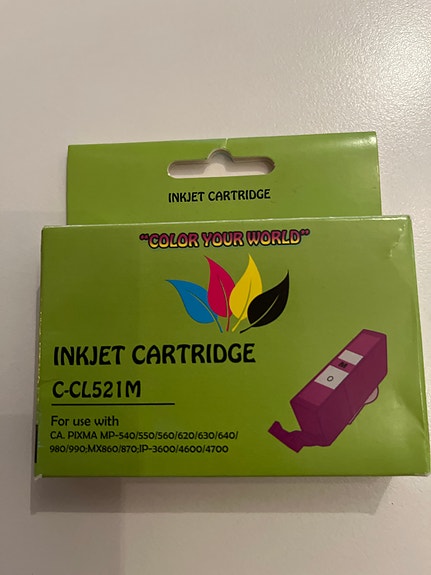 INKJET CARTRIDGE
"COLOR YOUR WORLD"
INKJET CARTRIDGE
C-CL521M
M
O
For use with
CA. PIXMA MP-540/550/560/620/630/640/
980/990;MX860/870;IP-3600/4600/4700